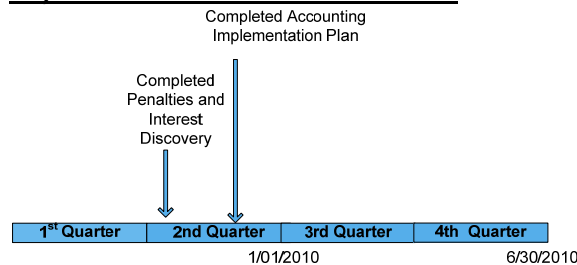 Completed Accounting
Implementation Plan
Completed
Penalties and
Interest
Discovery
1st Quarter
2nd Quarter
3rd Quarter
4th Quarter
1/01/2010
6/30/2010